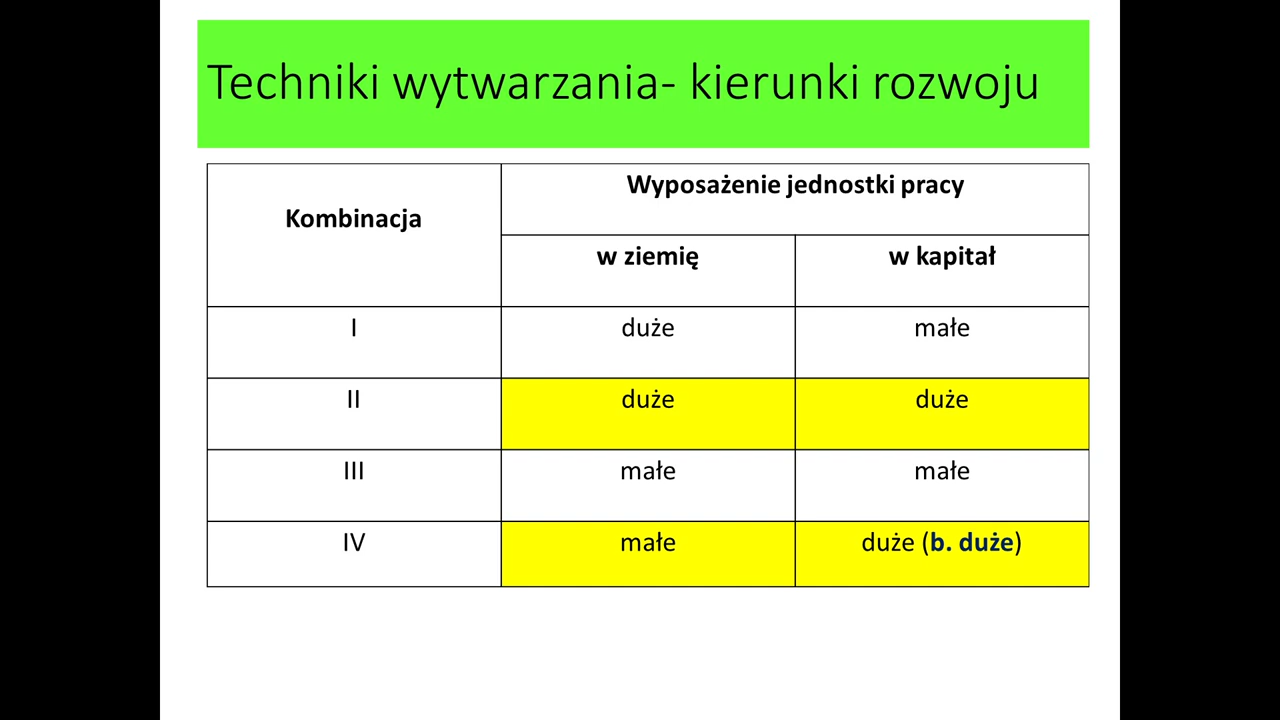 Techniki wytwarzania- kierunki rozwoju
Kombinacja
Wyposażenie jednostki pracy
w ziemię
w kapitał
I
duże
małe
II
duże
duże
III
małe
małe
IV
małe
duże (b. duże)